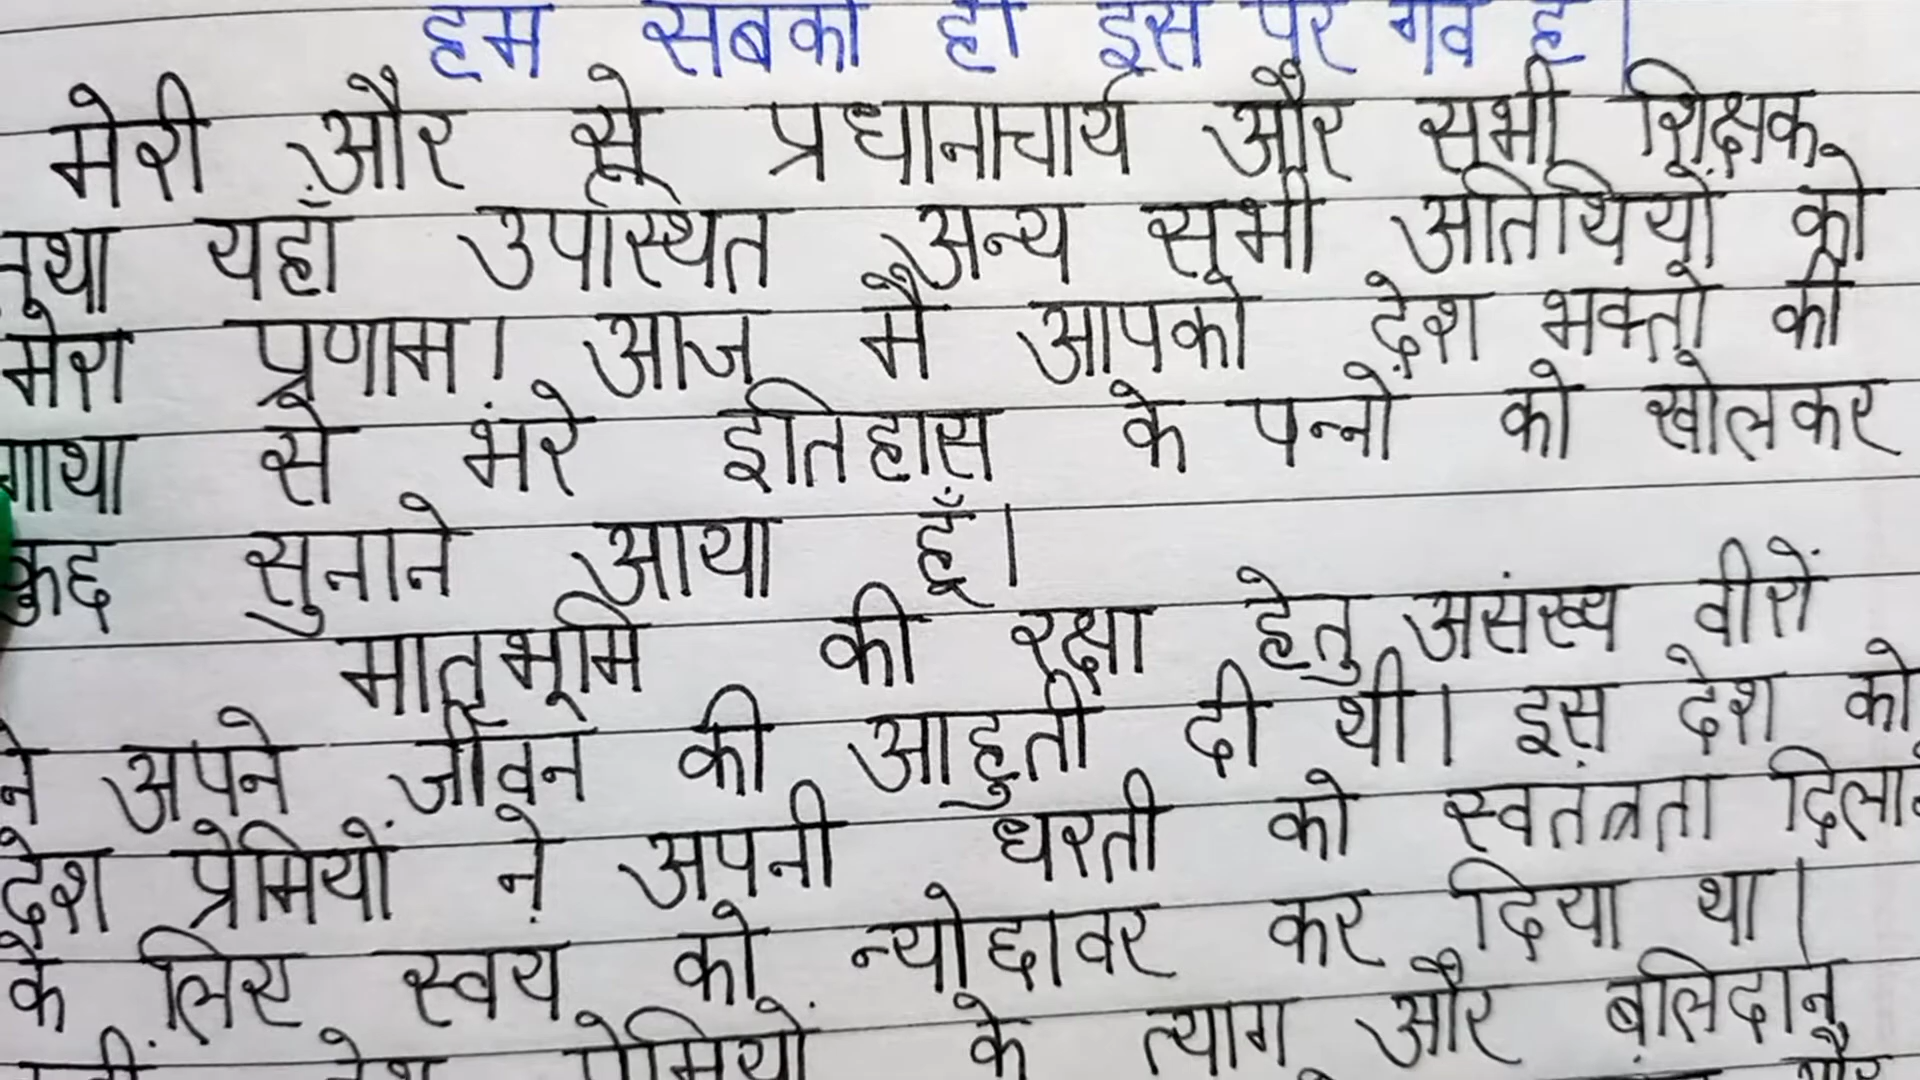 हम सबको ही इस पर गर्व है।
मेरी और से प्रधानाचार्य और सभी शिक्षक
तथा यहाँ उपस्थित अन्य सभी अतिथियों को
मेरा प्रणाम। आज मैं आपको देश भक्तो की
गाथा से भरे इतिहास के पन्नों को खोलकर
कुछ सुनाने आया हूँ।
मातृभूमि की रक्षा हेतु असंख्य वीरों
ने अपने जीवन की आहुती दी थी। इस देश को
देश प्रेमियों ने अपनी धरती को स्वतंत्रता दिलाने
के लिए स्वयं को न्योछावर कर दिया था।
देश प्रेमियों के त्याग और बलिदान